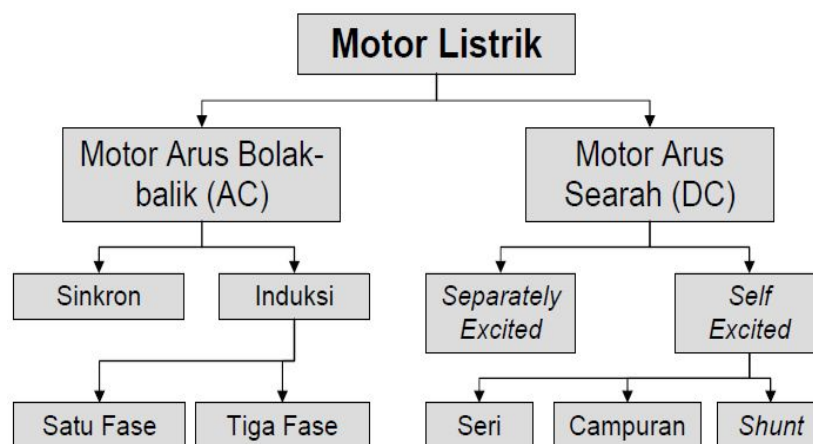 Motor Listrik
Motor Arus Bolak-
balik (AC)
Motor Arus
Searah (DC)
Sinkron
Induksi
Separately
Excited
Self
Excited
Satu Fase
Tiga Fase
Seri
Campuran
Shunt